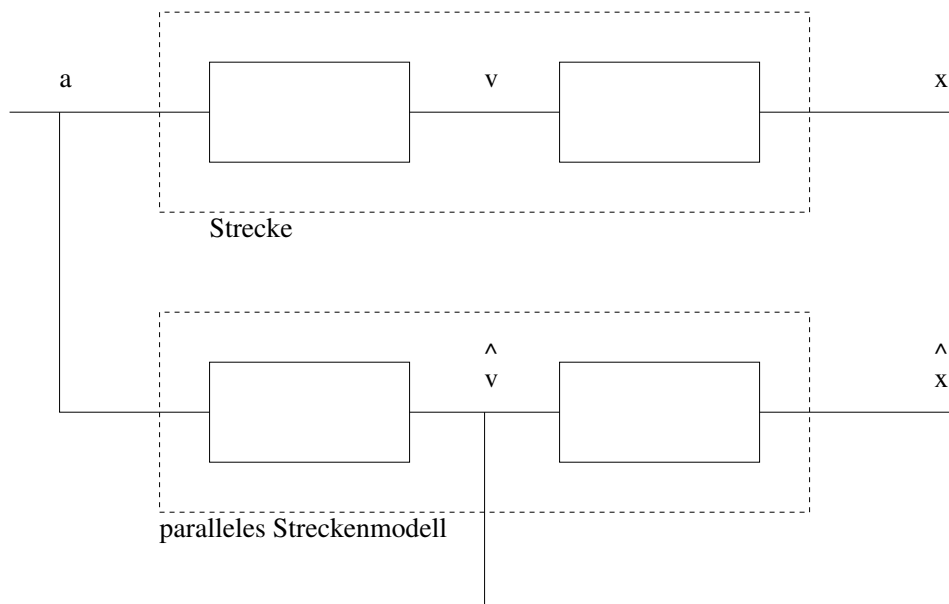 a v x
Strecke
^ ^
v x
paralleles Streckenmodell